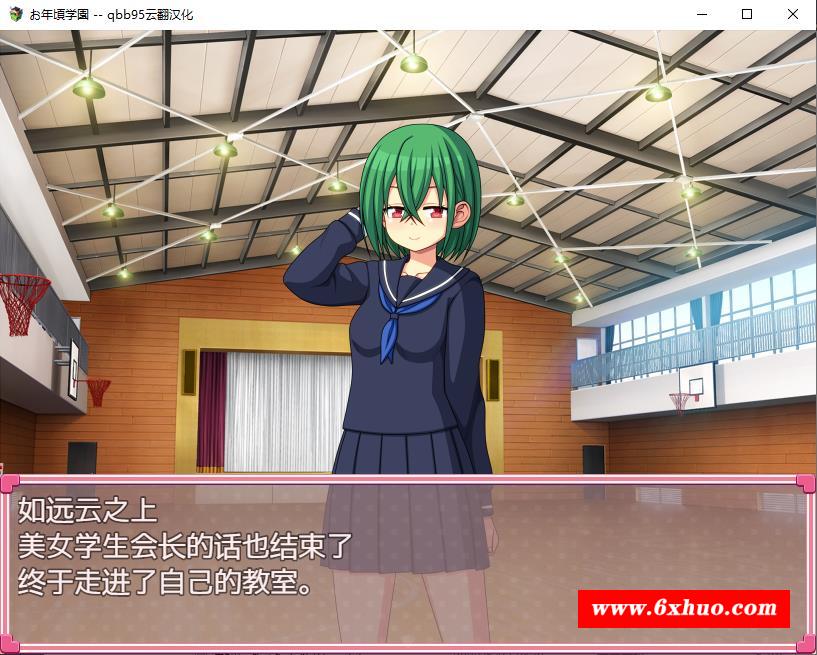 お年頃学園 -- qbb95云翻汉化
如远云之上
美女学生会长的话也结束了
终于走进了自己的教室。
www.6xhuo.com